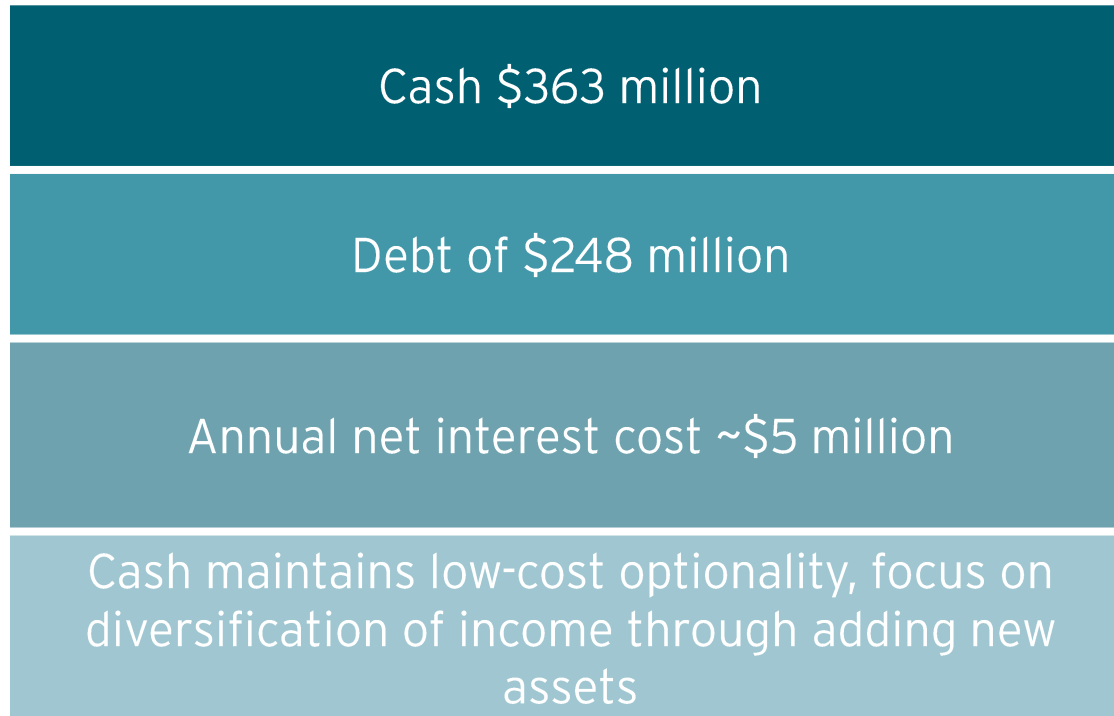 Cash $363 million
Debt of $248 million
Annual net interest cost ~$5 million
Cash maintains low-cost optionality, focus on
diversification of income through adding new
assets